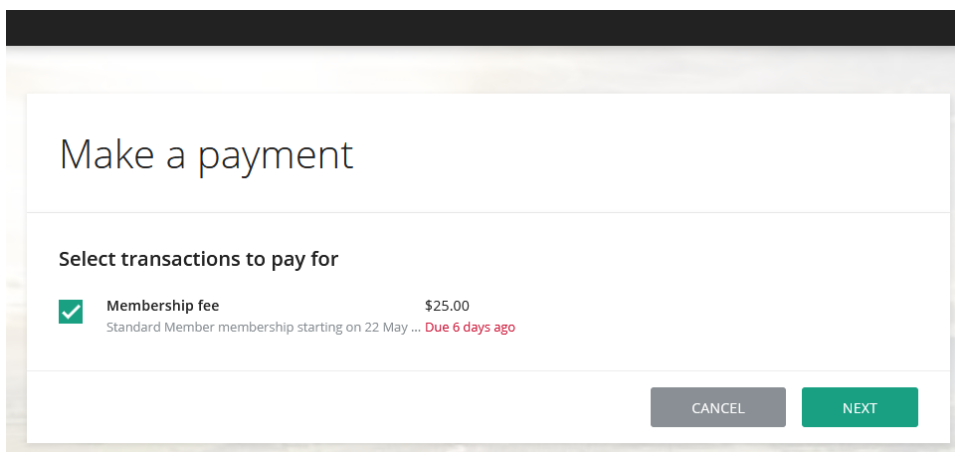 Make a payment
Select transactions to pay for
Membership fee $25.00
Standard Member membership starting on 22 May ... Due 6 days ago
CANCEL NEXT